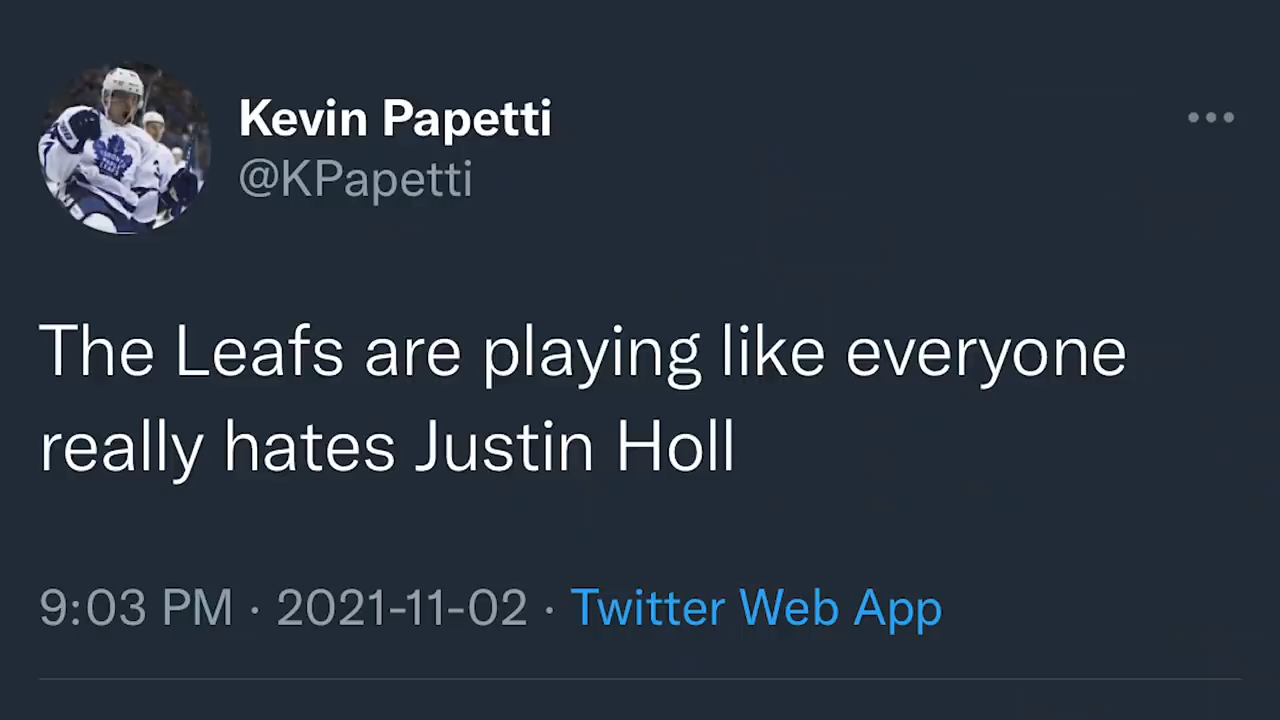 Kevin Papetti
@KPapetti
The Leafs are playing like everyone
really hates Justin Holl
9:03 PM · 2021-11-02 · Twitter Web App